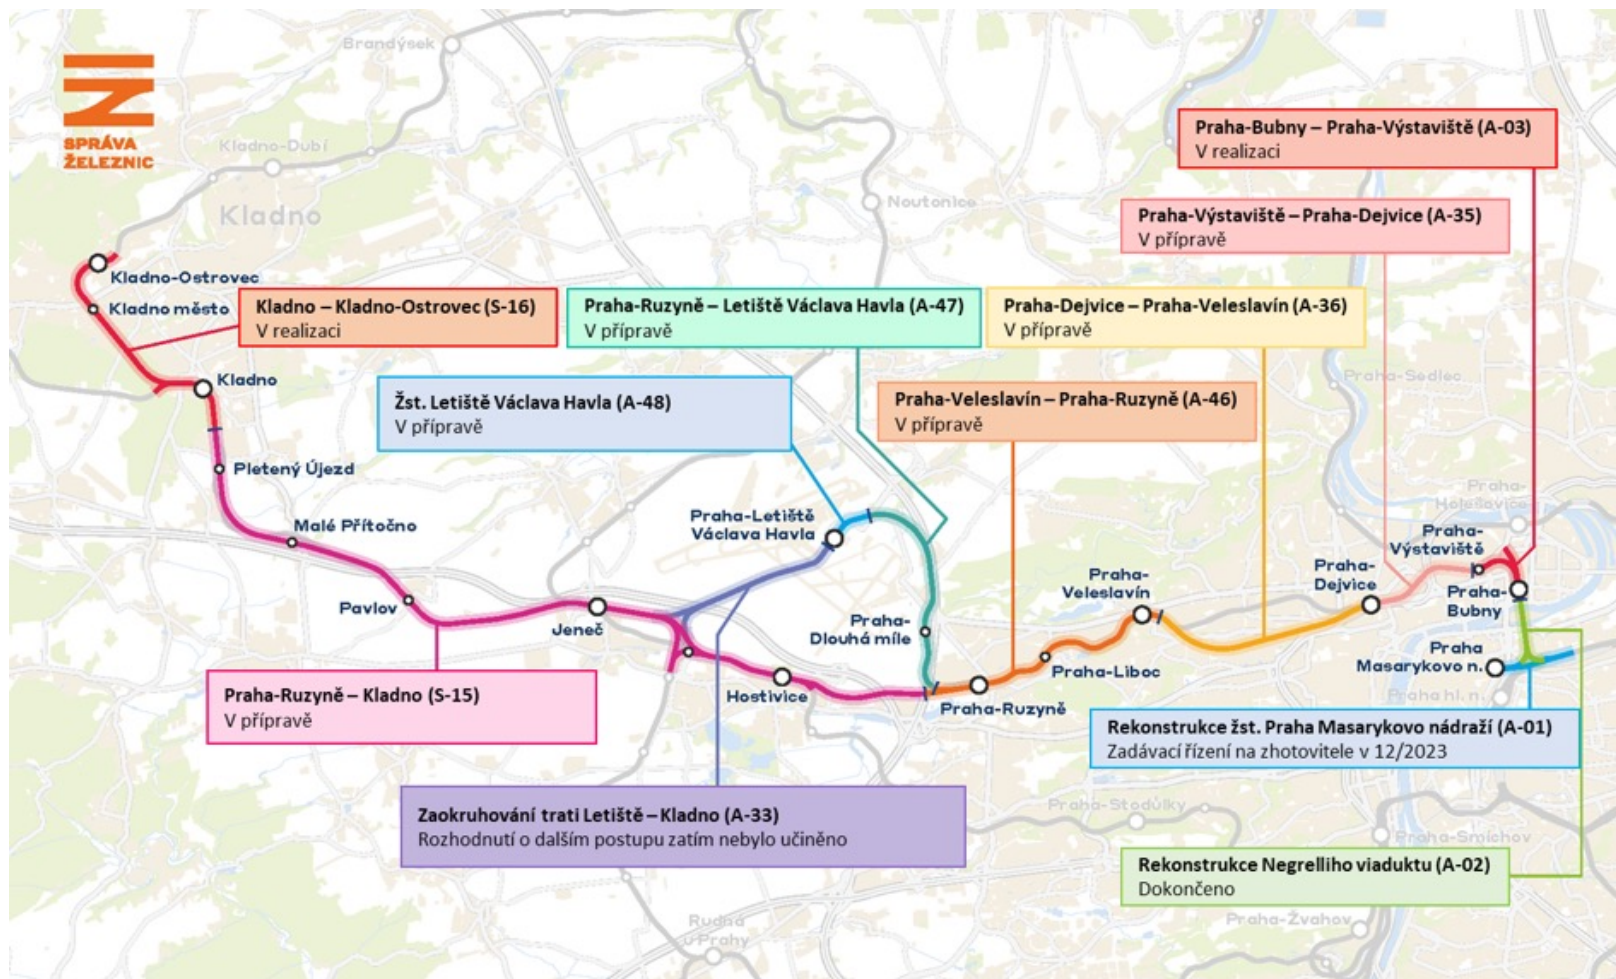 Brandýsek
SPRÁVA
ŽELEZNIC
Kladno-Dubí
Kladno
Noutonice
Praha-Bubny – Praha-Výstaviště (A-03)
V realizaci
Praha-Výstaviště – Praha-Dejvice (A-35)
V přípravě
Kladno-Ostrovec
Kladno město
Kladno – Kladno-Ostrovec (S-16)
V realizaci
Praha-Ruzyně – Letiště Václava Havla (A-47)
V přípravě
Praha-Dejvice – Praha-Veleslavín (A-36)
V přípravě
Kladno
Žst. Letiště Václava Havla (A-48)
V přípravě
Praha-Veleslavín – Praha-Ruzyně (A-46)
V přípravě
Praha-Sedlec
Pletený Újezd
Malé Přítočno
Praha-Letiště
Václava Havla
Praha-
Holešovice
Praha-
Výstaviště
Praha-
Dejvice
Praha-
Veleslavín
Praha-
Bubny
Pavlov
Jeneč
Praha-
Dlouhá míle
Praha
Masarykovo n.
Praha-Liboc
Hostivice
Praha-Ruzyně
Praha hl. n.
Praha-Ruzyně – Kladno (S-15)
V přípravě
Rekonstrukce žst. Praha Masarykovo nádraží (A-01)
Zadávací řízení na zhotovitele v 12/2023
Zaokruhování trati Letiště – Kladno (A-33)
Rozhodnutí o dalším postupu zatím nebylo učiněno
Praha-Stodůlky
Praha-Smíchov
Rekonstrukce Negrelliho viaduktu (A-02)
Dokončeno
Praha-Žvahov
Rudná
u Prahy